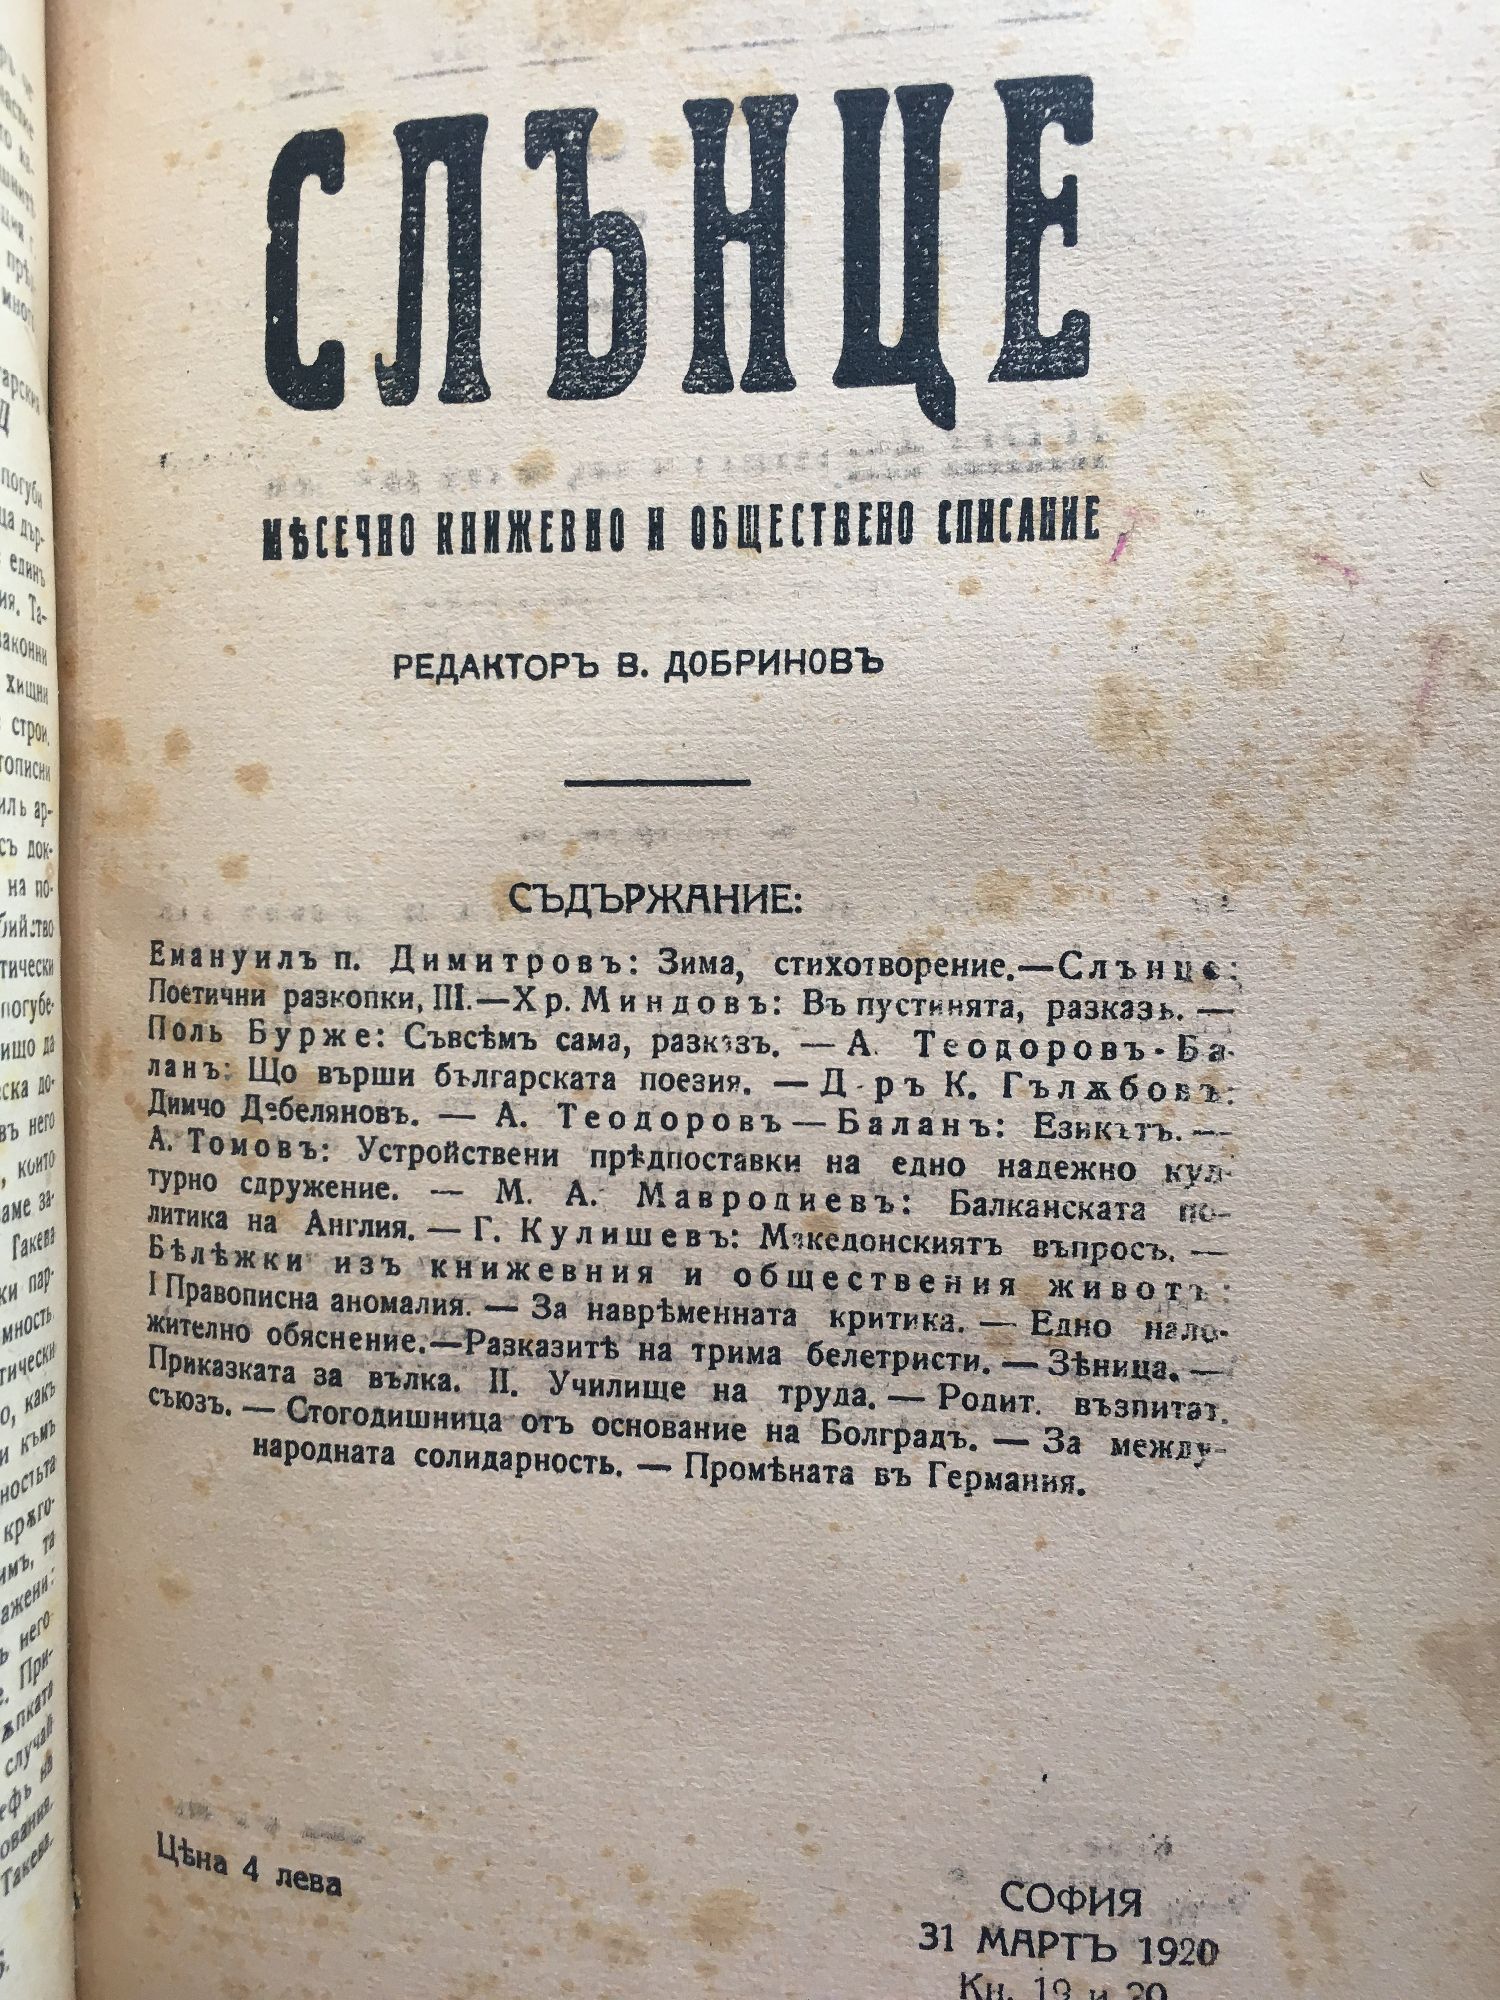 СЛЪНЦЕ
МѢСЕЧНО КНИЖЕВНО И ОБЩЕСТВЕНО СПИСАНИЕ
РЕДАКТОРЪ В. ДОБРИНОВЪ
СЪДЪРЖАНИЕ:
Емануилъ п. Димитровъ: Зима, стихотворение.—Слънце:
Поетични разкопки, III.—Хр. Миндовъ: Въ пустинята, разказъ. —
Поль Бурже: Съвсѣмъ сама, разказъ. — А. Теодоровъ-Ба-
ланъ: Що върши българската поезия. — Д-ръ К. Гълѫбовъ:
Димчо Дебеляновъ. — А. Теодоровъ—Баланъ: Езикътъ. —
А. Томовъ: Устройствени прѣдпоставки на едно надежно кул-
турно сдружение. — М. А. Мавродиевъ: Балканската по-
литика на Англия. — Г. Кулишевъ: Македонскиятъ въпросъ. —
Бѣлѣжки изъ книжевния и обществения животъ:
I Правописна аномалия. — За наврѣменната критика. — Едно нало-
жително обяснение.—Разказитѣ на трима белетристи. — Зѣница. —
Приказката за вълка. II. Училище на труда. — Родит. възпитат.
съюзъ. — Стогодишница отъ основание на Болградъ. — За между-
народната солидарность. — Промѣната въ Германия.
Цѣна 4 лева
СОФИЯ
31 МАРТЪ 1920
Кн. 19 и 20